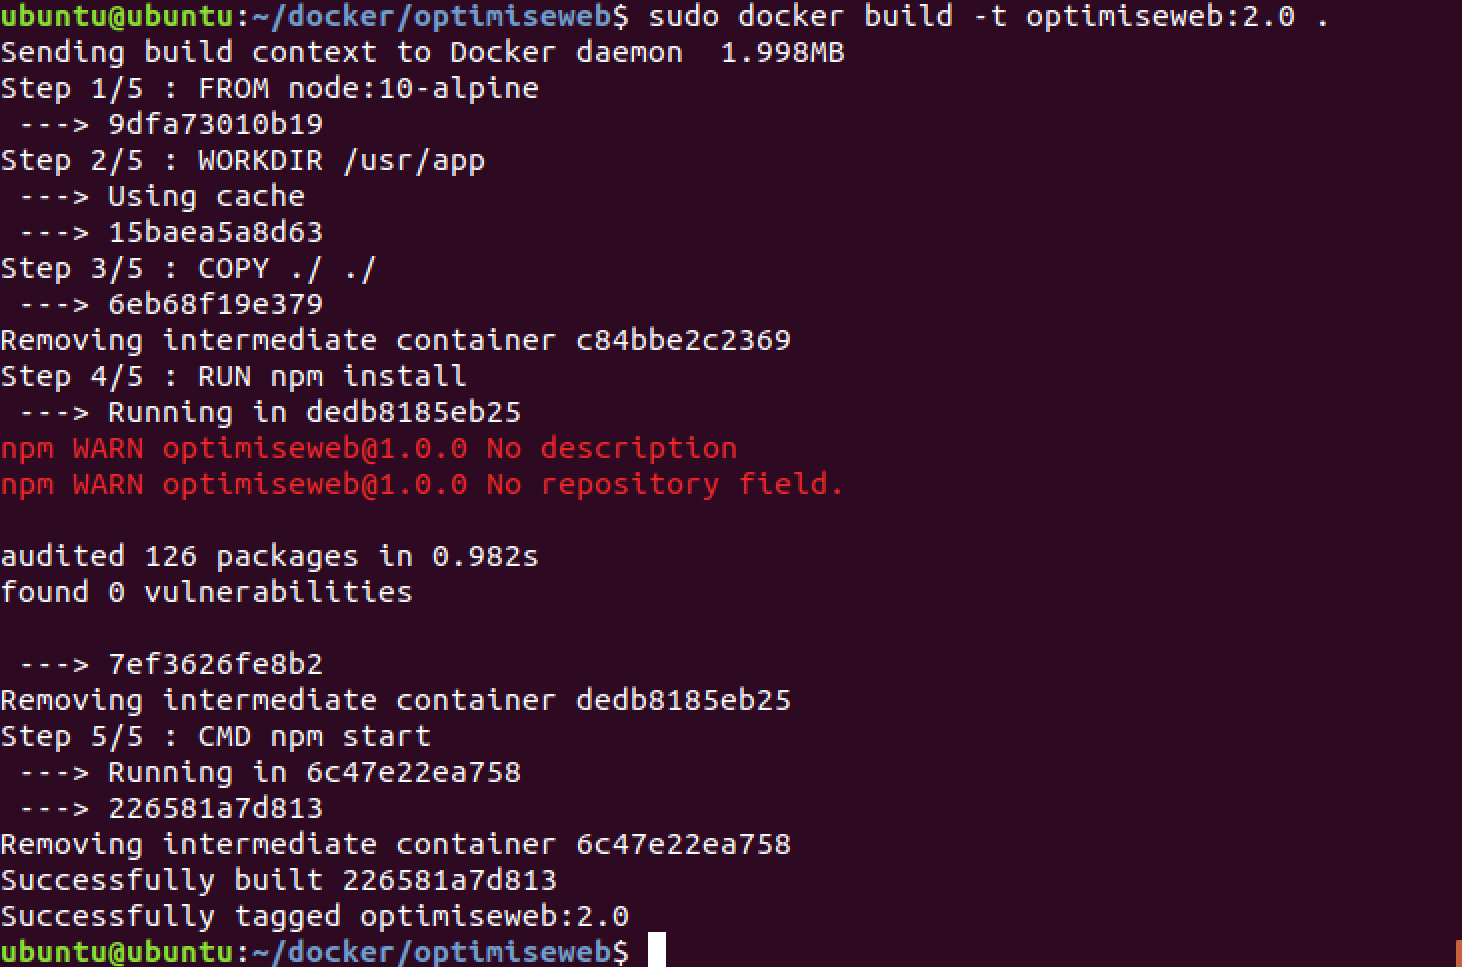 ubuntu@ubuntu:~/docker/optimiseweb$ sudo docker build -t optimiseweb:2.0 .
Sending build context to Docker daemon  1.998MB
Step 1/5 : FROM node:10-alpine
 ---> 9dfa73010b19
Step 2/5 : WORKDIR /usr/app
 ---> Using cache
 ---> 15baea5a8d63
Step 3/5 : COPY ./ ./
 ---> 6eb68f19e379
Removing intermediate container c84bbe2c2369
Step 4/5 : RUN npm install
 ---> Running in dedb8185eb25
npm WARN optimiseweb@1.0.0 No description
npm WARN optimiseweb@1.0.0 No repository field.
audited 126 packages in 0.982s
found 0 vulnerabilities
 ---> 7ef3626fe8b2
Removing intermediate container dedb8185eb25
Step 5/5 : CMD npm start
 ---> Running in 6c47e22ea758
 ---> 226581a7d813
Removing intermediate container 6c47e22ea758
Successfully built 226581a7d813
Successfully tagged optimiseweb:2.0
ubuntu@ubuntu:~/docker/optimiseweb$